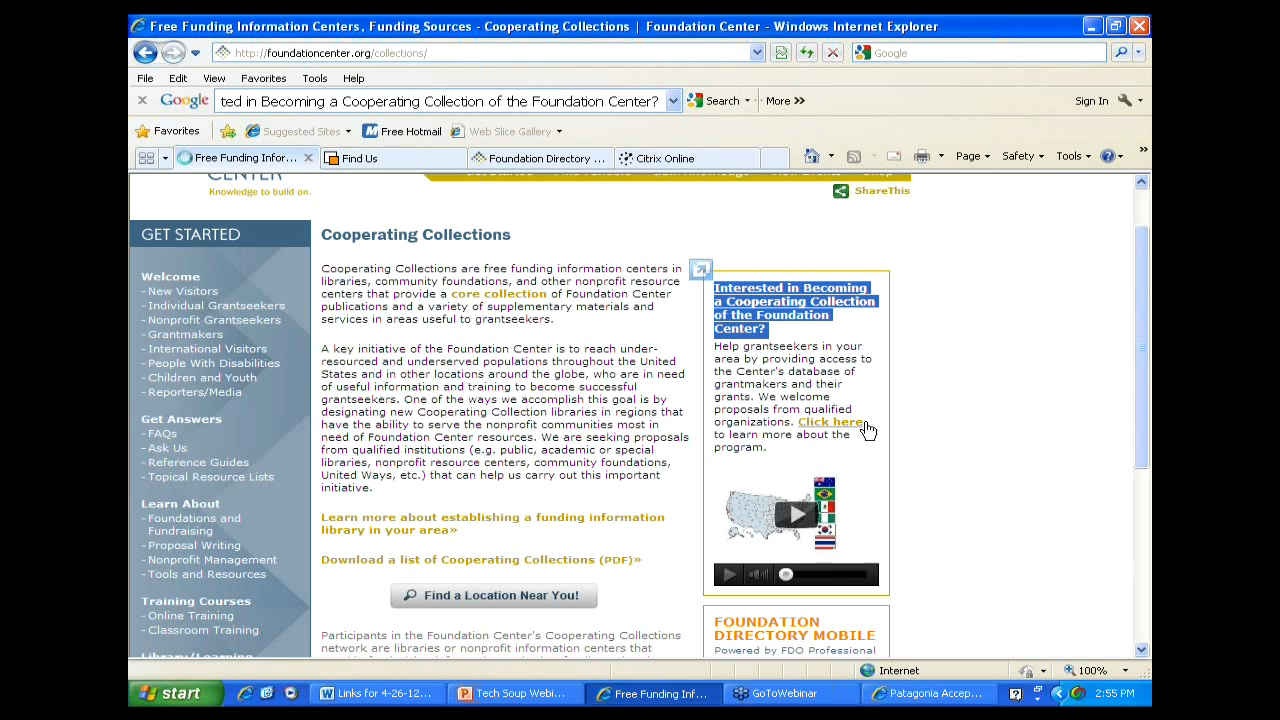 Free Funding Information Centers, Funding Sources - Cooperating Collections | Foundation Center - Windows Internet Explorer
http://foundationcenter.org/collections/
Google
File Edit View Favorites Tools Help
Google ted in Becoming a Cooperating Collection of the Foundation Center? Search More >> Sign In
Favorites Suggested Sites Free Hotmail Web Slice Gallery
Free Funding Infor... Find Us Foundation Directory ... Citrix Online Page Safety Tools
CENTER
Knowledge to build on.
ShareThis
GET STARTED
Welcome
- New Visitors
- Individual Grantseekers
- Nonprofit Grantseekers
- Grantmakers
- International Visitors
- People With Disabilities
- Children and Youth
- Reporters/Media
Get Answers
- FAQs
- Ask Us
- Reference Guides
- Topical Resource Lists
Learn About
- Foundations and
Fundraising
- Proposal Writing
- Nonprofit Management
- Tools and Resources
Training Courses
- Online Training
- Classroom Training
Library/Learning
Cooperating Collections
Cooperating Collections are free funding information centers in
libraries, community foundations, and other nonprofit resource
centers that provide a core collection of Foundation Center
publications and a variety of supplementary materials and
services in areas useful to grantseekers.
A key initiative of the Foundation Center is to reach under-
resourced and underserved populations throughout the United
States and in other locations around the globe, who are in need
of useful information and training to become successful
grantseekers. One of the ways we accomplish this goal is by
designating new Cooperating Collection libraries in regions that
have the ability to serve the nonprofit communities most in
need of Foundation Center resources. We are seeking proposals
from qualified institutions (e.g. public, academic or special
libraries, nonprofit resource centers, community foundations,
United Ways, etc.) that can help us carry out this important
initiative.
Learn more about establishing a funding information
library in your area»
Download a list of Cooperating Collections (PDF)»
Find a Location Near You!
Participants in the Foundation Center's Cooperating Collections
network are libraries or nonprofit information centers that
Interested in Becoming
a Cooperating Collection
of the Foundation
Center?
Help grantseekers in your
area by providing access to
the Center's database of
grantmakers and their
grants. We welcome
proposals from qualified
organizations. Click here
to learn more about the
program.
FOUNDATION
DIRECTORY MOBILE
Powered by FDO Professional
Internet 100%
start Links for 4-26-12... Tech Soup Webi... Free Funding Inf... GoToWebinar Patagonia Accep... 2:55 PM